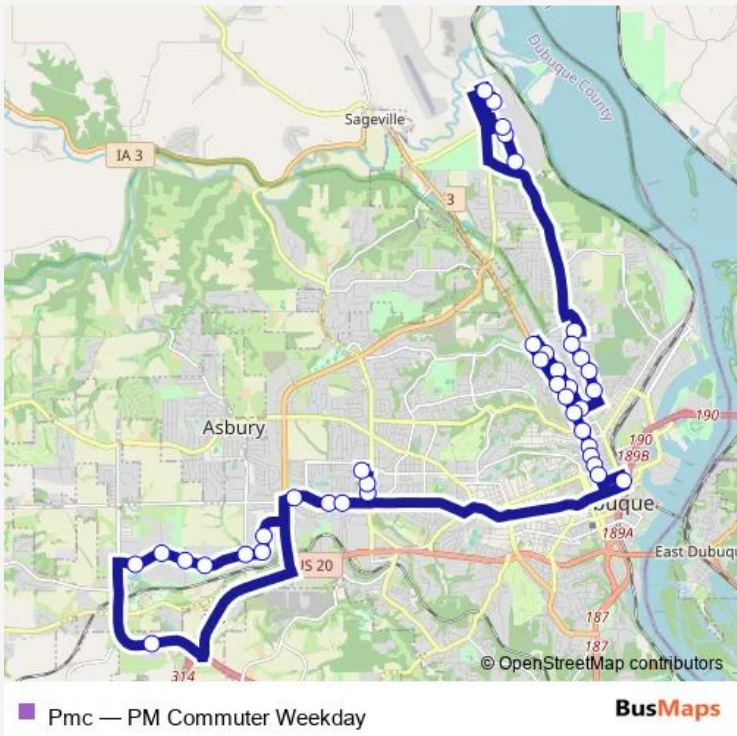 Dubuque County
Sageville
IA 3
3
Asbury
190
190
189B
buque
189A
East Dubuqu
US 20
187
187
314
© OpenStreetMap contributors
Pmc — PM Commuter Weekday
BusMaps